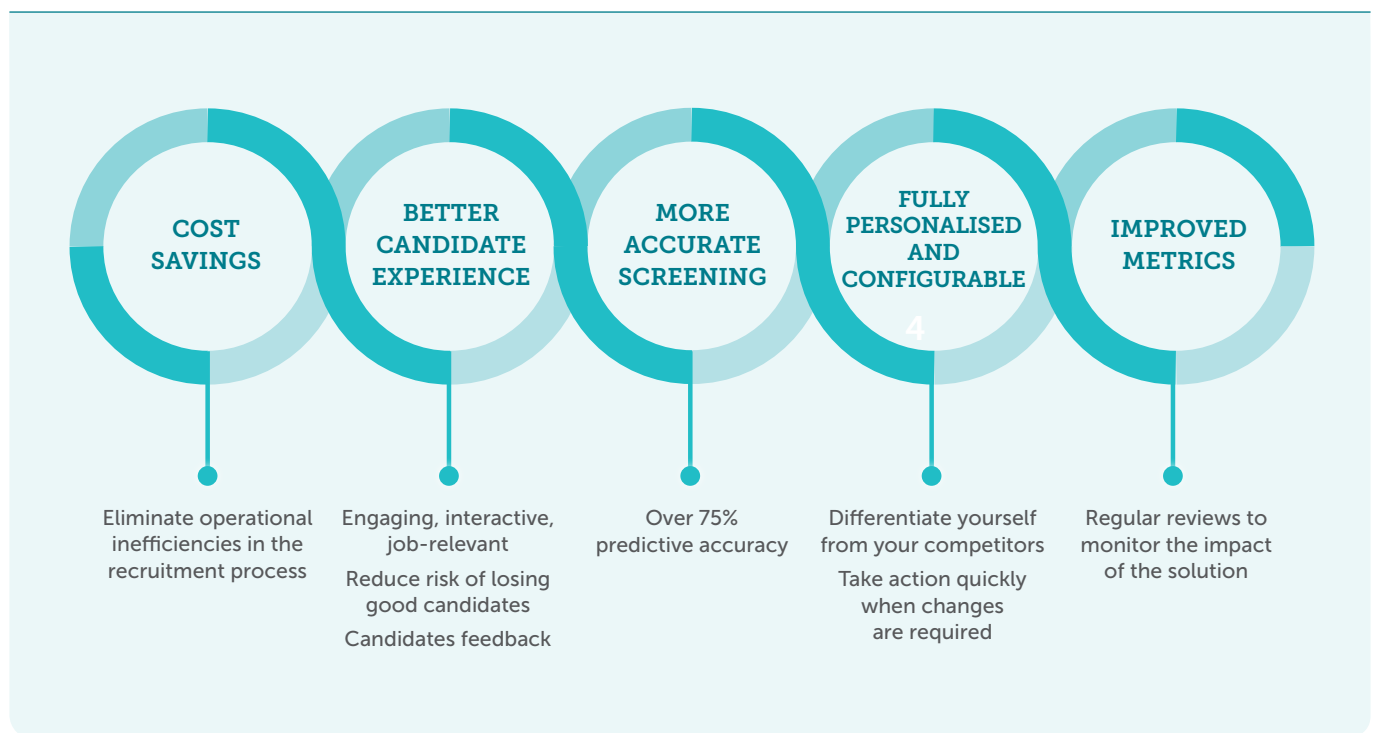 COST
SAVINGS
BETTER
CANDIDATE
EXPERIENCE
MORE
ACCURATE
SCREENING
FULLY
PERSONALISED
AND
CONFIGURABLE
4
IMPROVED
METRICS
Eliminate operational
inefficiencies in the
recruitment process
Engaging, interactive,
job-relevant
Reduce risk of losing
good candidates
Candidates feedback
Over 75%
predictive accuracy
Differentiate yourself
from your competitors
Take action quickly
when changes
are required
Regular reviews to
monitor the impact
of the solution